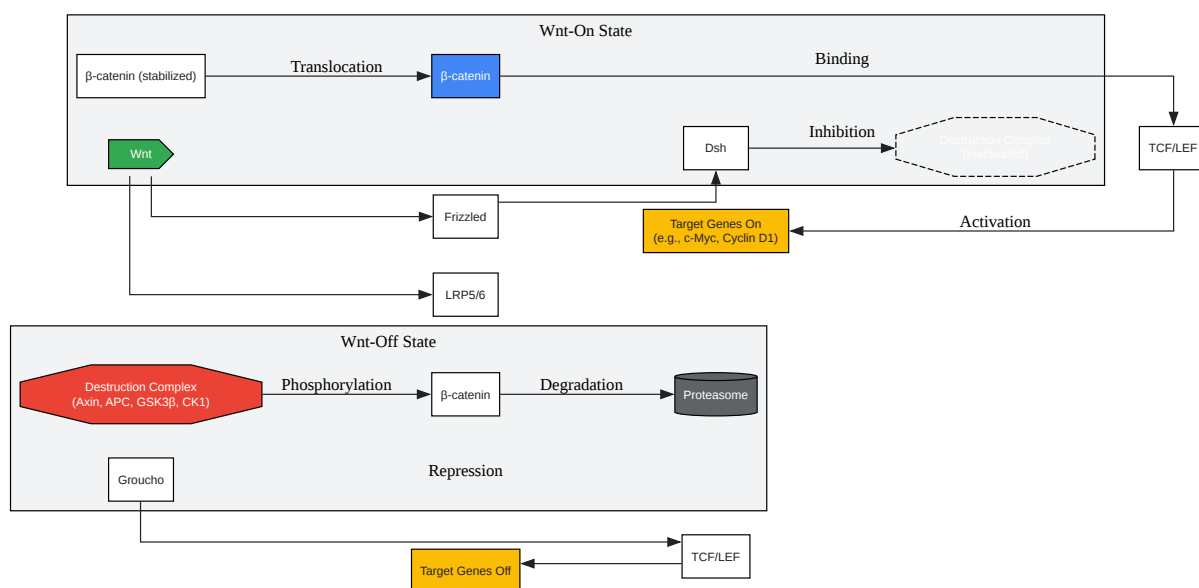 Wnt-On State
β-catenin (stabilized)
Translocation
β-catenin
Binding
Wnt
Dsh
Inhibition
Destruction Complex
(Inactivated)
TCF/LEF
Frizzled
Target Genes On
(e.g., c-Myc, Cyclin D1)
Activation
LRP5/6
Wnt-Off State
Destruction Complex
(Axin, APC, GSK3β, CK1)
Phosphorylation
β-catenin
Degradation
Proteasome
Groucho
Repression
TCF/LEF
Target Genes Off